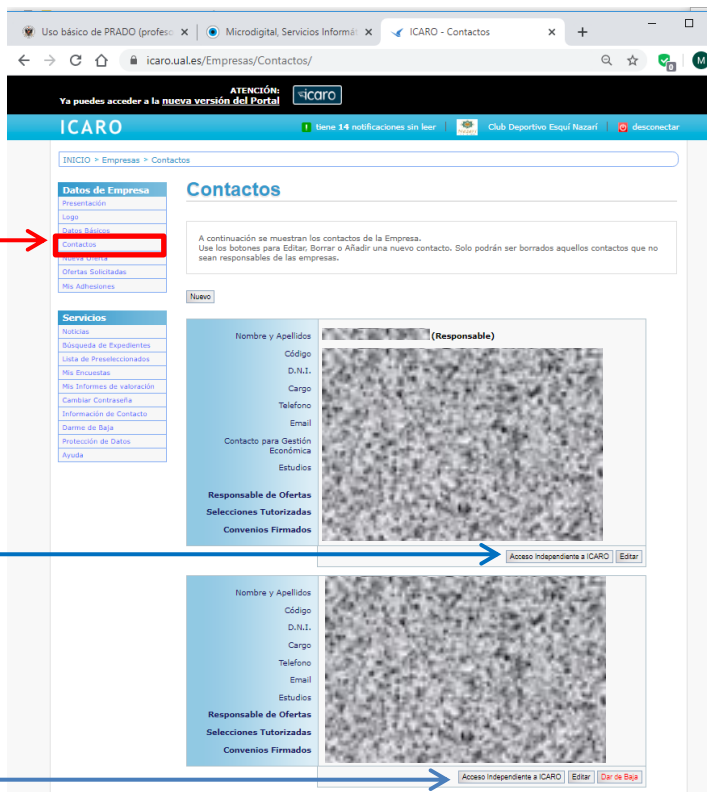 Uso básico de PRADO (profeso
Microdigital, Servicios Informát
ICARO - Contactos
icaro.ual.es/Empresas/Contactos/
0
M
ATENCIÓN:
Ya puedes acceder a la nueva versión del Portal
icaro
ICARO
! tiene 14 notificaciones sin leer
Club Deportivo Esquí Nazarí
desconectar
INICIO > Empresas > Contactos
Datos de Empresa
Presentación
Logo
Datos Básicos
Contactos
Nueva Oferta
Ofertas Solicitadas
Mis Adhesiones
Servicios
Noticias
Búsqueda de Expedientes
Lista de Preseleccionados
Mis Encuestas
Mis Informes de valoración
Cambiar Contraseña
Información de Contacto
Darme de Baja
Protección de Datos
Ayuda
Contactos
A continuación se muestran los contactos de la Empresa.
Use los botones para Editar, Borrar o Añadir una nuevo contacto. Solo podrán ser borrados aquellos contactos que no
sean responsables de las empresas.
Nuevo
Nombre y Apellidos (Responsable)
Código
D.N.I.
Cargo
Telefono
Email
Contacto para Gestión
Económica
Estudios
Responsable de Ofertas
Selecciones Tutorizadas
Convenios Firmados
Acceso Independiente a ICARO Editar
Nombre y Apellidos
Código
D.N.I.
Cargo
Telefono
Email
Estudios
Responsable de Ofertas
Selecciones Tutorizadas
Convenios Firmados
Acceso Independiente a ICARO Editar Dar de Baja